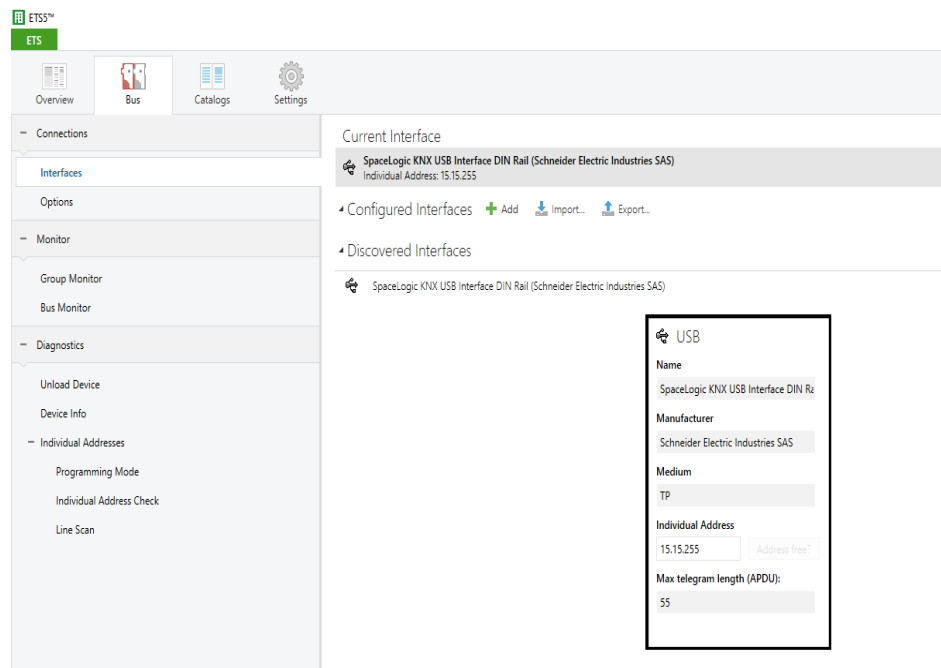 ETS5™
ETS
Overview
Bus
Catalogs
Settings
Connections
Interfaces
Options
Monitor
Group Monitor
Bus Monitor
Diagnostics
Unload Device
Device Info
Individual Addresses
Programming Mode
Individual Address Check
Line Scan
Current Interface
SpaceLogic KNX USB Interface DIN Rail (Schneider Electric Industries SAS)
Individual Address: 15.15.255
Configured Interfaces Add Import... Export...
Discovered Interfaces
SpaceLogic KNX USB Interface DIN Rail (Schneider Electric Industries SAS)
USB
Name
SpaceLogic KNX USB Interface DIN Ra
Manufacturer
Schneider Electric Industries SAS
Medium
TP
Individual Address
15.15.255 Address free?
Max telegram length (APDU):
55